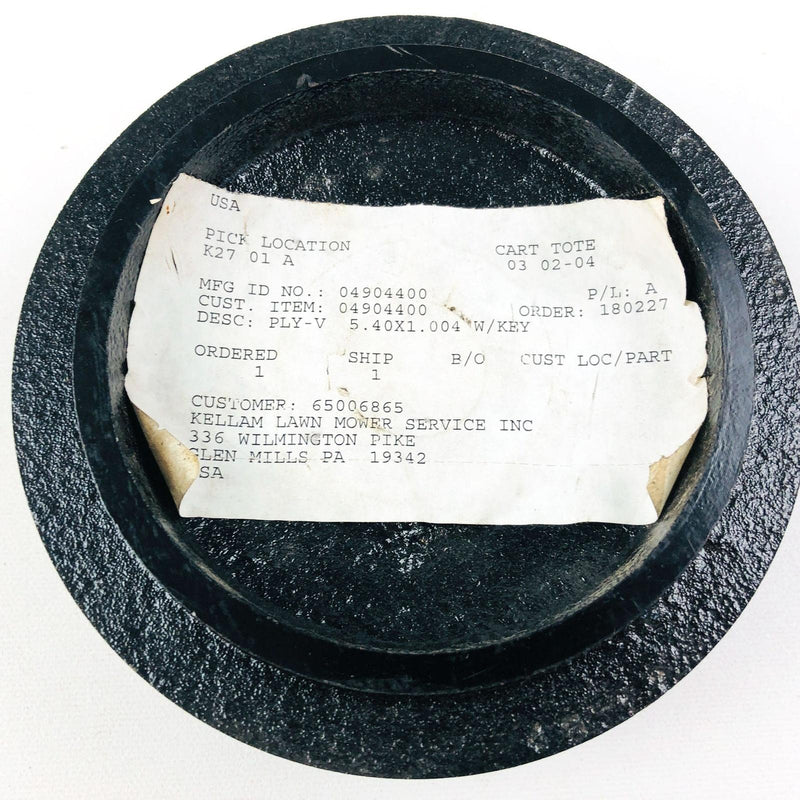 USA
PICK LOCATION CART TOTE
K27 01 A 03 02-04
MFG ID NO.: 04904400 P/L: A
CUST. ITEM: 04904400 ORDER: 180227
DESC: PLY-V 5.40X1.004 W/KEY
ORDERED SHIP B/O CUST LOC/PART
1 1
CUSTOMER: 65006865
KELLAM LAWN MOWER SERVICE INC
336 WILMINGTON PIKE
GLEN MILLS PA 19342
SA